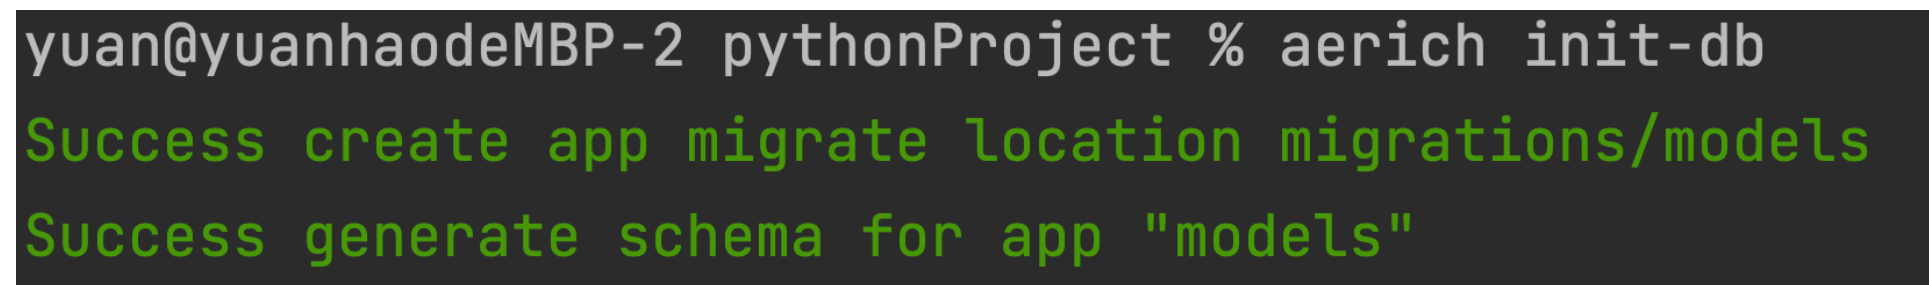 yuan@yuanhaodeMBP-2 pythonProject % aerich init-db
Success create app migrate location migrations/models
Success generate schema for app "models"